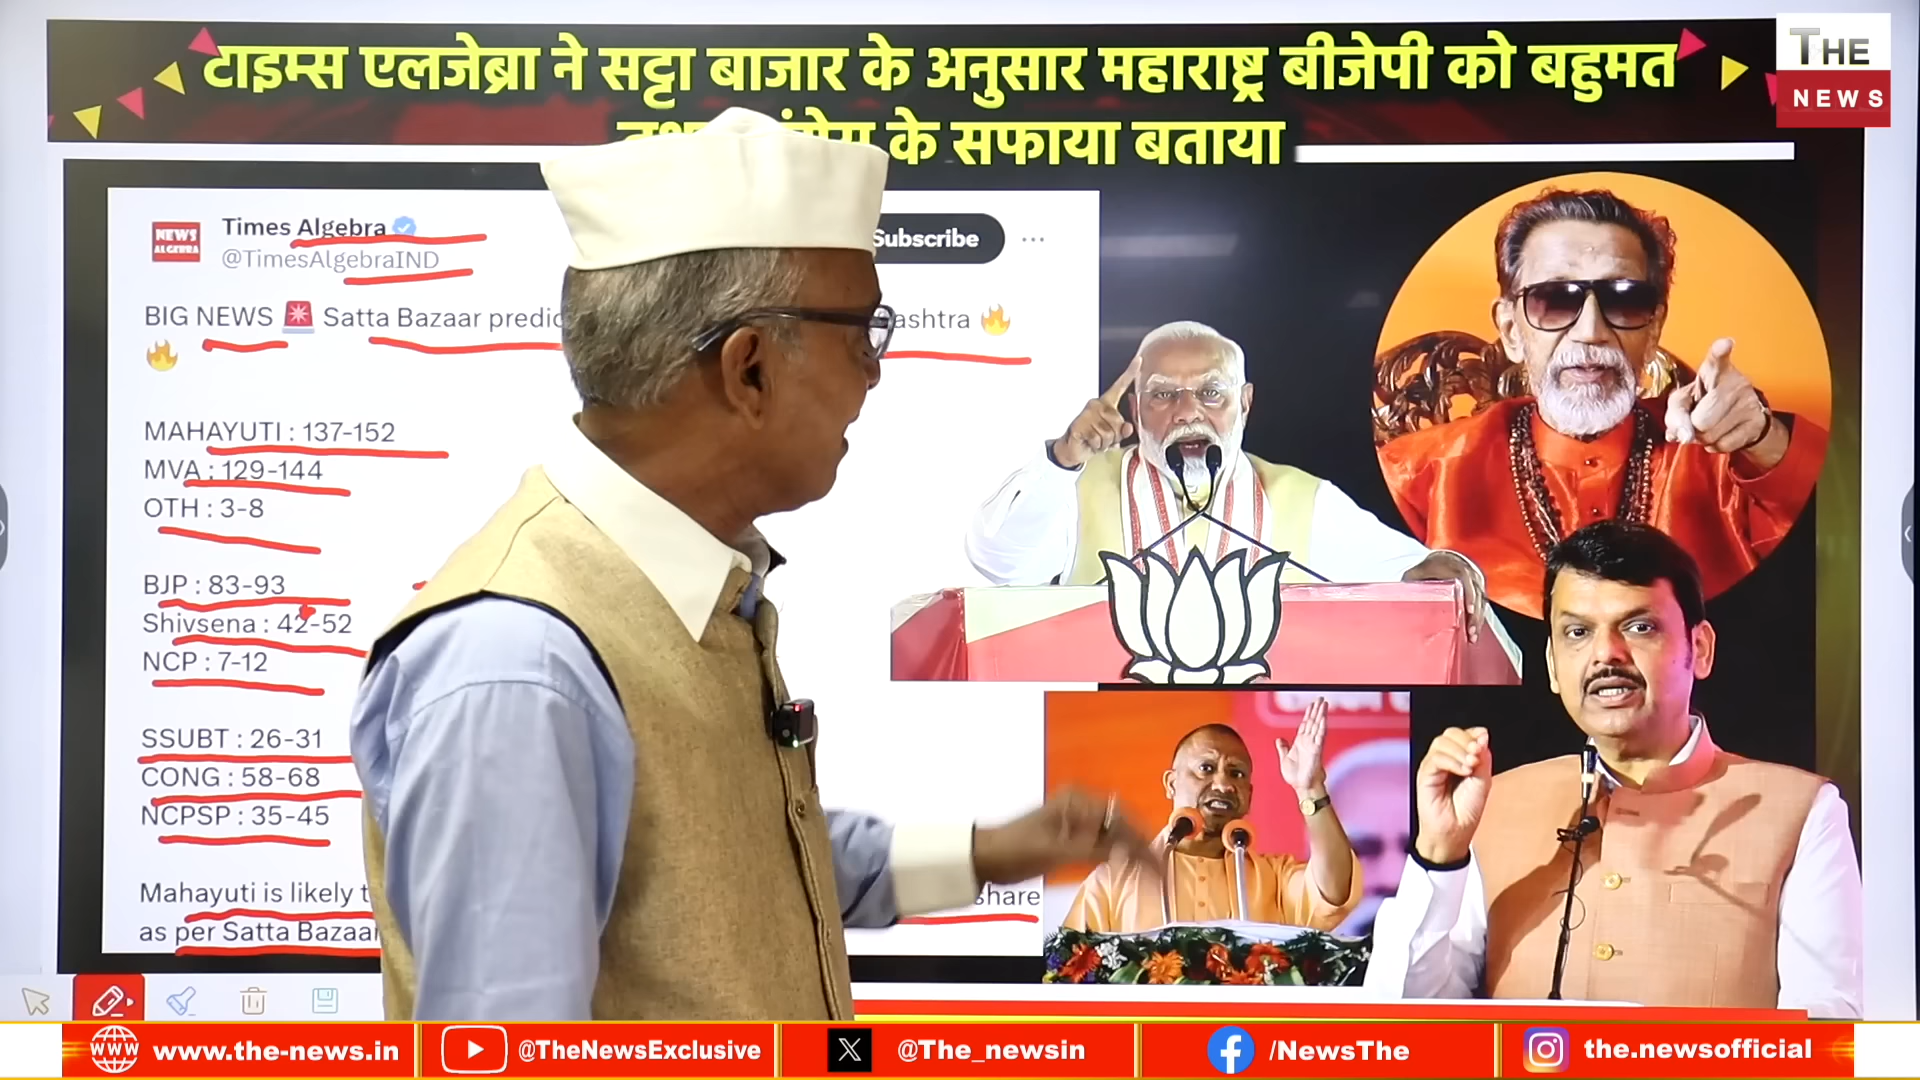 टाइम्स एलजेब्रा ने सट्टा बाजार के अनुसार महाराष्ट्र बीजेपी को बहुमत
के सफाया बताया
THE
NEWS
NEWS
ALGEBRA
Times Algebra
@TimesAlgebraIND
Subscribe
BIG NEWS 🚨 Satta Bazaar 🔥
🔥
MAHAYUTI : 137-152
MVA : 129-144
OTH : 3-8
BJP : 83-93
Shivsena : 42-52
NCP : 7-12
SSUBT : 26-31
CONG : 58-68
NCPSP : 35-45
Mahayuti is likely share
as per Satta Bazaar
WWW
www.the-news.in
@TheNewsExclusive
@The_newsin
/NewsThe
the.newsofficial